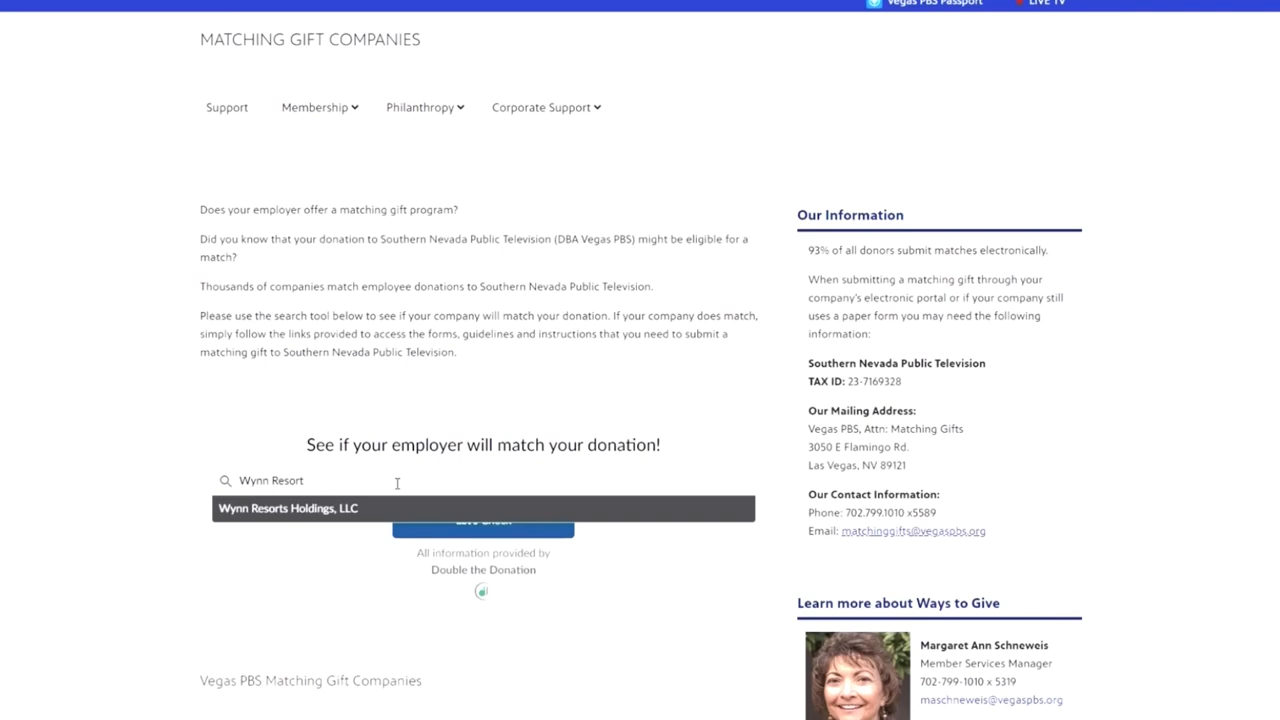 Vegas PBS Passport LIVE TV
MATCHING GIFT COMPANIES
Support Membership Philanthropy Corporate Support
Does your employer offer a matching gift program?
Did you know that your donation to Southern Nevada Public Television (DBA Vegas PBS) might be eligible for a
match?
Thousands of companies match employee donations to Southern Nevada Public Television.
Please use the search tool below to see if your company will match your donation. If your company does match,
simply follow the links provided to access the forms, guidelines and instructions that you need to submit a
matching gift to Southern Nevada Public Television.
See if your employer will match your donation!
Wynn Resort
Wynn Resorts Holdings, LLC
All information provided by
Double the Donation
Vegas PBS Matching Gift Companies
Our Information
93% of all donors submit matches electronically.
When submitting a matching gift through your
company's electronic portal or if your company still
uses a paper form you may need the following
information:
Southern Nevada Public Television
TAX ID: 23-7169328
Our Mailing Address:
Vegas PBS, Attn: Matching Gifts
3050 E Flamingo Rd.
Las Vegas, NV 89121
Our Contact Information:
Phone: 702.799.1010 x5589
Email: matchinggifts@vegaspbs.org
Learn more about Ways to Give
Margaret Ann Schneweis
Member Services Manager
702-799-1010 x 5319
maschneweis@vegaspbs.org